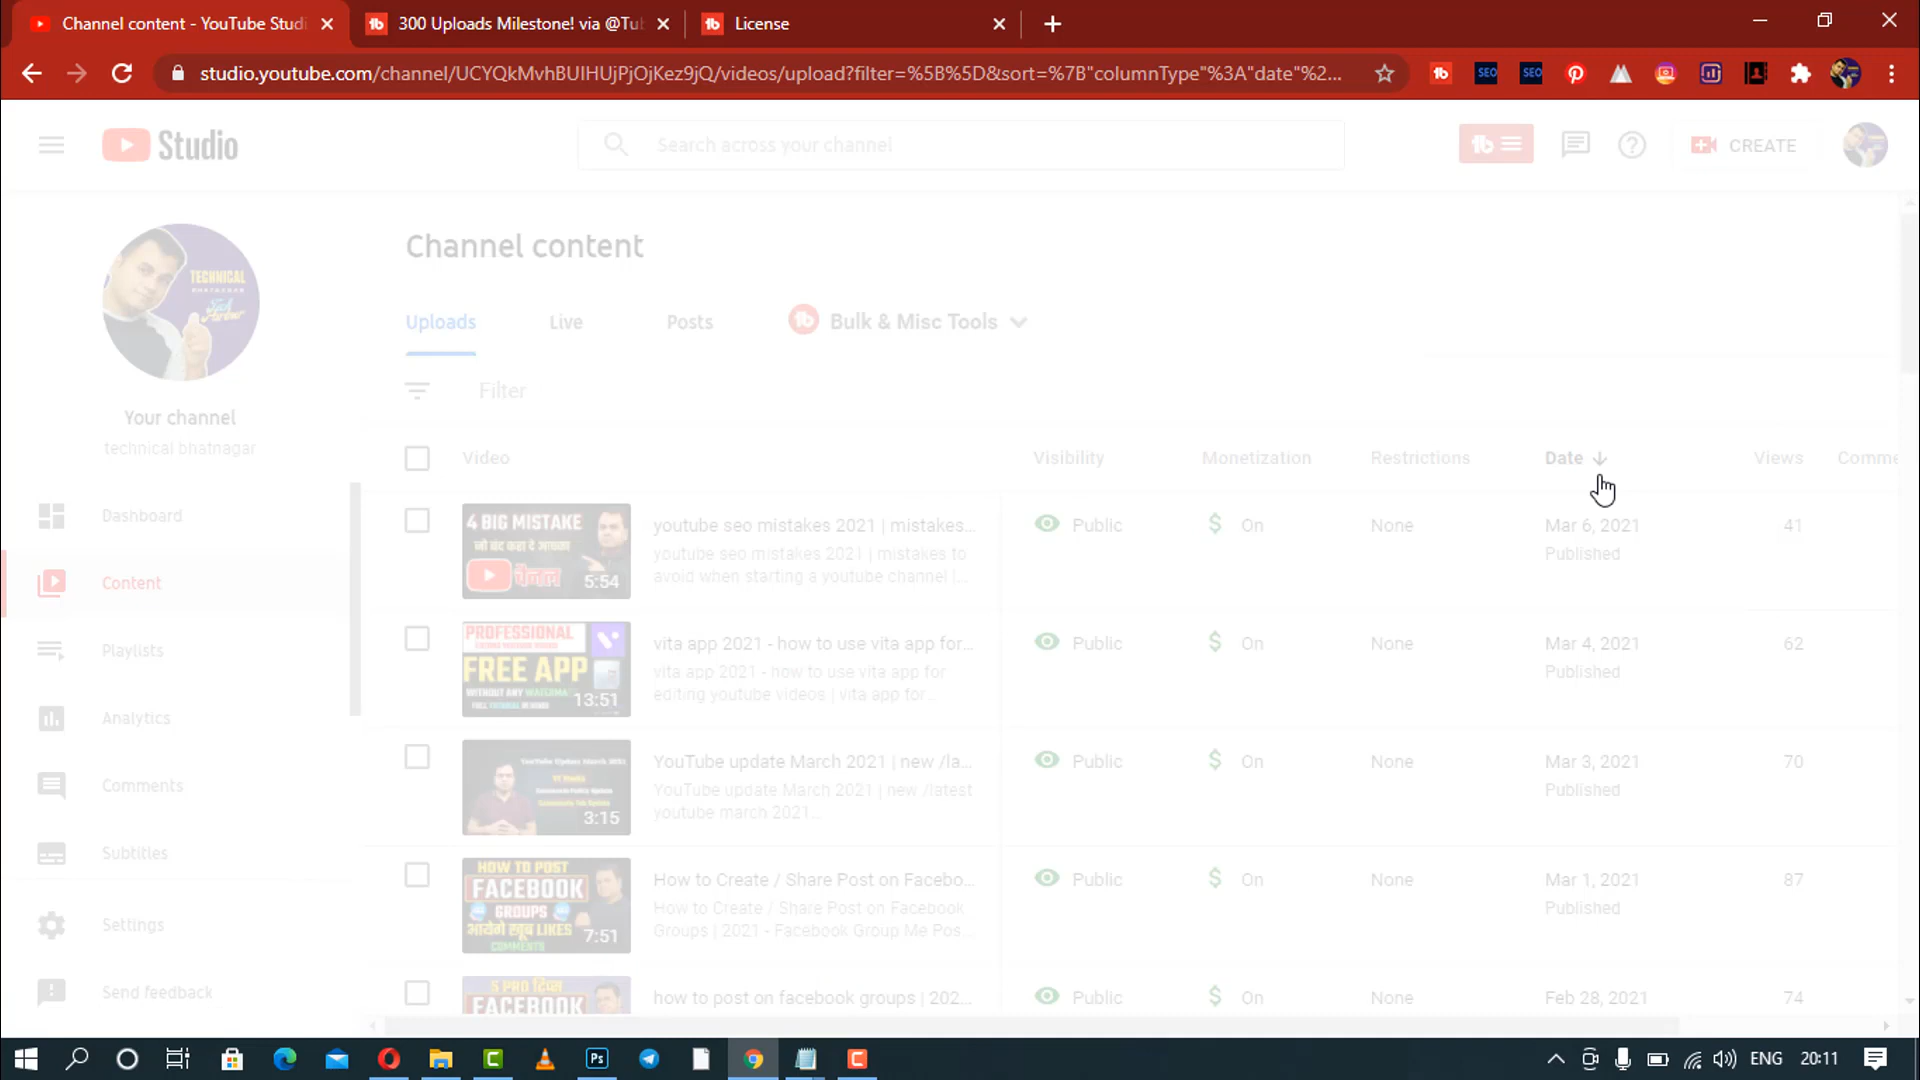 Channel content - YouTube Studi
300 Uploads Milestone! via @Tub
License
studio.youtube.com/channel/UCYQkMvhBUIHUjPjOjKez9jQ/videos/upload?filter=%5B%5D&sort=%7B"columnType"%3A"date"%2...
Studio
Search across your channel
CREATE
TECHNICAL
Your channel
technical bhatnagar
Dashboard
Content
Playlists
Analytics
Comments
Subtitles
Settings
Send feedback
Channel content
Uploads
Live
Posts
Bulk & Misc Tools
Filter
Video
Visibility
Monetization
Restrictions
Date
Views
Comme
4 BIG MISTAKE
5:54
youtube seo mistakes 2021 | mistakes...
youtube seo mistakes 2021 | mistakes to
avoid when starting a youtube channel |...
Public
On
None
Mar 6, 2021
Published
41
PROFESSIONAL
FREE APP
13:51
vita app 2021 - how to use vita app for...
vita app 2021 - how to use vita app for
editing youtube videos | vita app for...
Public
On
None
Mar 4, 2021
Published
62
YouTube Update March 2021
3:15
YouTube update March 2021 | new /la...
YouTube update March 2021 | new /latest
youtube march 2021...
Public
On
None
Mar 3, 2021
Published
70
HOW TO POST
FACEBOOK
GROUPS
आयेगे खूब LIKES
COMMENTS
7:51
How to Create / Share Post on Facebo...
How to Create / Share Post on Facebook
Groups | 2021 - Facebook Group Me Pos...
Public
On
None
Mar 1, 2021
Published
87
5 PRO टिप्स
FACEBOOK
how to post on facebook groups | 202...
Public
On
None
Feb 28, 2021
74
ENG
20:11